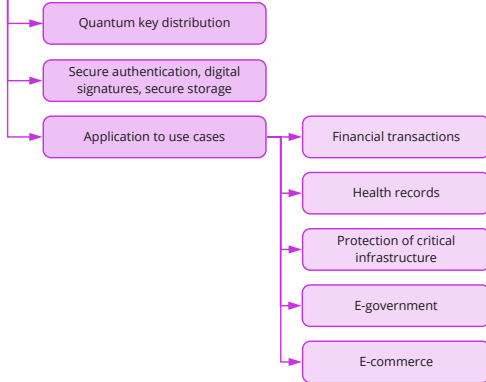 Quantum key distribution
Secure authentication, digital
signatures, secure storage
Application to use cases
Financial transactions
Health records
Protection of critical
infrastructure
E-government
E-commerce